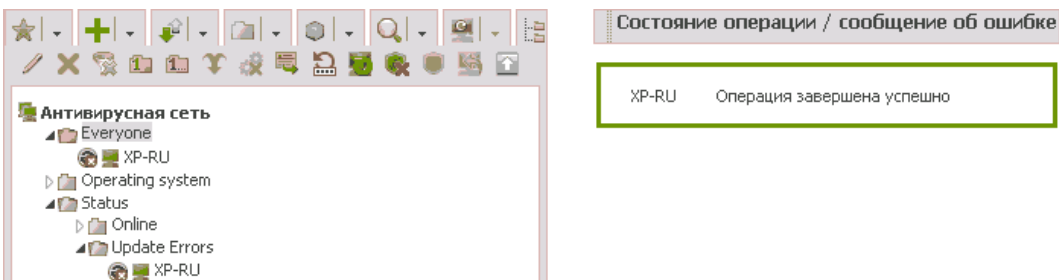 Антивирусная сеть
Everyone
XP-RU
Operating system
Status
Online
Update Errors
XP-RU
Состояние операции / сообщение об ошибке
XP-RU Операция завершена успешно